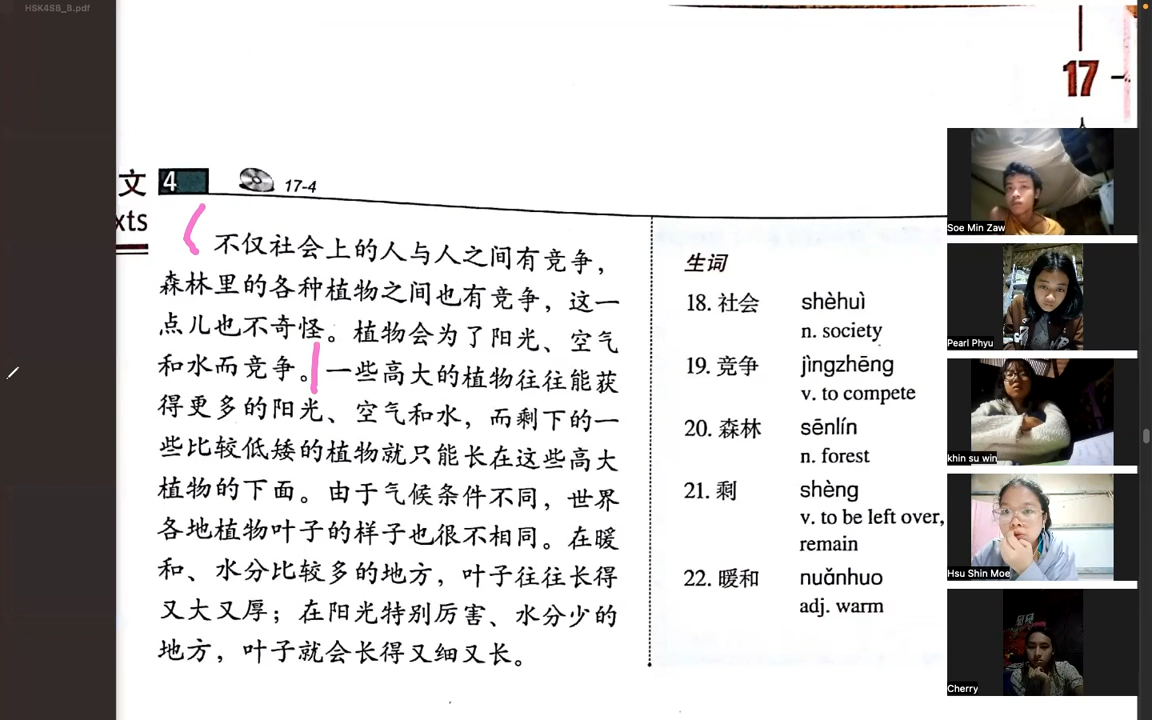 HSK4SB_B.pdf
17
文 4 17-4
xts
不仅社会上的人与人之间有竞争，
森林里的各种植物之间也有竞争，这一
点儿也不奇怪。植物会为了阳光、空气
和水而竞争。一些高大的植物往往能获
得更多的阳光、空气和水，而剩下的一
些比较低矮的植物就只能长在这些高大
植物的下面。由于气候条件不同，世界
各地植物叶子的样子也很不相同。在暖
和、水分比较多的地方，叶子往往长得
又大又厚；在阳光特别厉害、水分少的
地方，叶子就会长得又细又长。
生词
18. 社会 shèhuì
n. society
19. 竞争 jìngzhēng
v. to compete
20. 森林 sēnlín
n. forest
21. 剩 shèng
v. to be left over,
remain
22. 暖和 nuǎnhuo
adj. warm
Soe Min Zaw
Pearl Phyu
khin su win
Hsu Shin Moe
Cherry